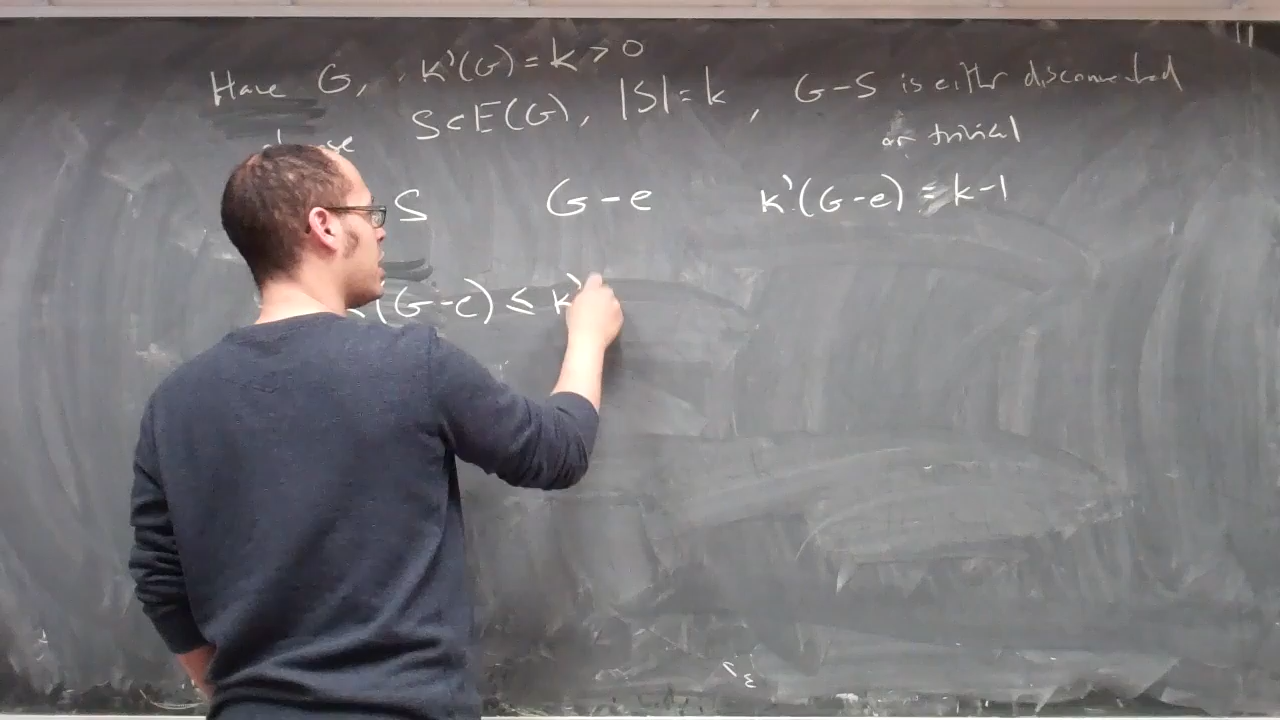 Have G, K'(G) = k > 0
S⊂E(G), |S| = k, G-S is either disconnected
or trivial
S G-e K'(G-e) = k-1
(G-e) ≤ K'